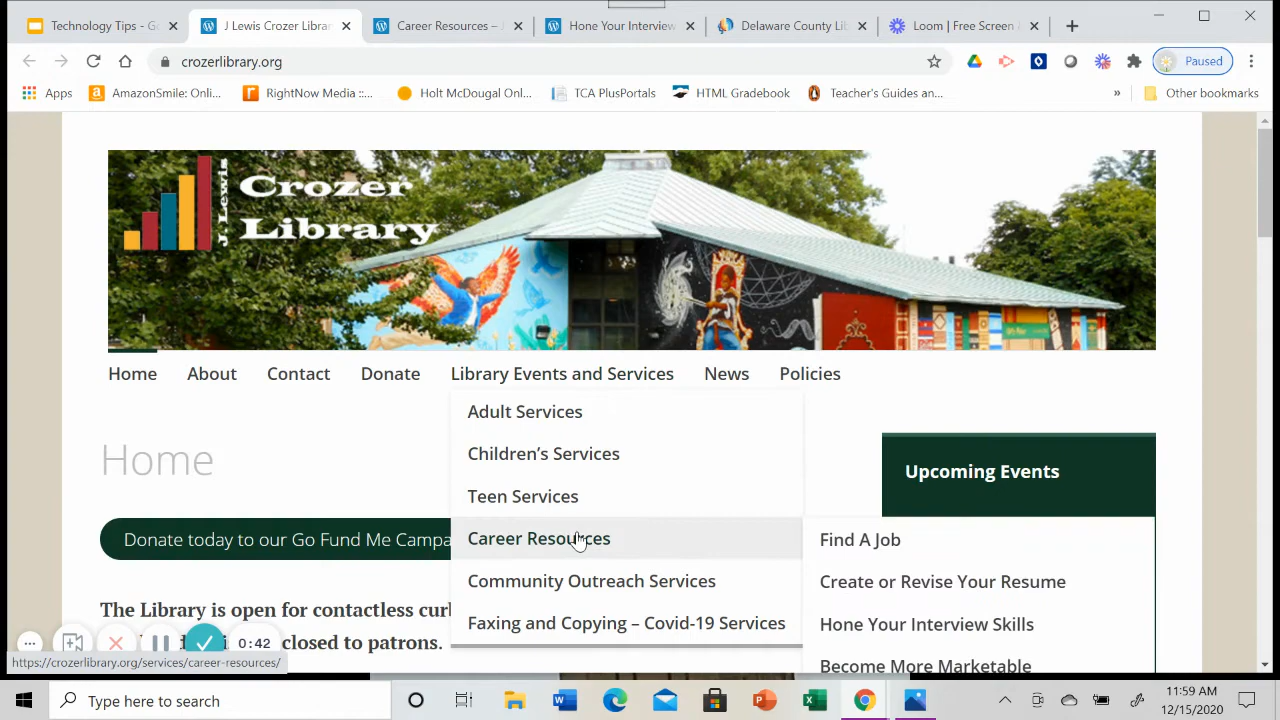 Technology Tips - Go
J Lewis Crozer Librar
Career Resources – J
Hone Your Interview
Delaware County Lib
Loom | Free Screen &
crozerlibrary.org
Paused
Apps
AmazonSmile: Onli...
RightNow Media ::...
Holt McDougal Onl...
TCA PlusPortals
HTML Gradebook
Teacher's Guides an...
»
Other bookmarks
J. Lewis
Crozer
Library
Home
About
Contact
Donate
Library Events and Services
News
Policies
Adult Services
Children's Services
Teen Services
Career Resources
Community Outreach Services
Faxing and Copying – Covid-19 Services
Find A Job
Create or Revise Your Resume
Hone Your Interview Skills
Become More Marketable
Home
Upcoming Events
Donate today to our Go Fund Me Campa
The Library is open for contactless curb
closed to patrons.
0:42
https://crozerlibrary.org/services/career-resources/
Type here to search
11:59 AM
12/15/2020